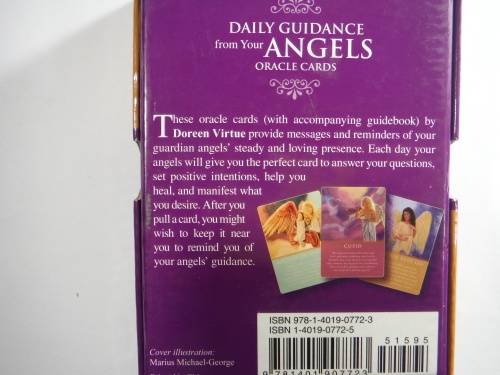 DAILY GUIDANCE
from Your ANGELS
ORACLE CARDS
These oracle cards (with accompanying guidebook) by
Doreen Virtue provide messages and reminders of your
guardian angels' steady and loving presence. Each day your
angels will give you the perfect card to answer your questions,
set positive intentions, help you
heal, and manifest what
you desire. After you
pull a card, you might
wish to keep it near
you to remind you of
your angels' guidance.
CUPID
ISBN 978-1-4019-0772-3
ISBN 1-4019-0772-5
51595
9781401907723
Cover illustration:
Marius Michael-George